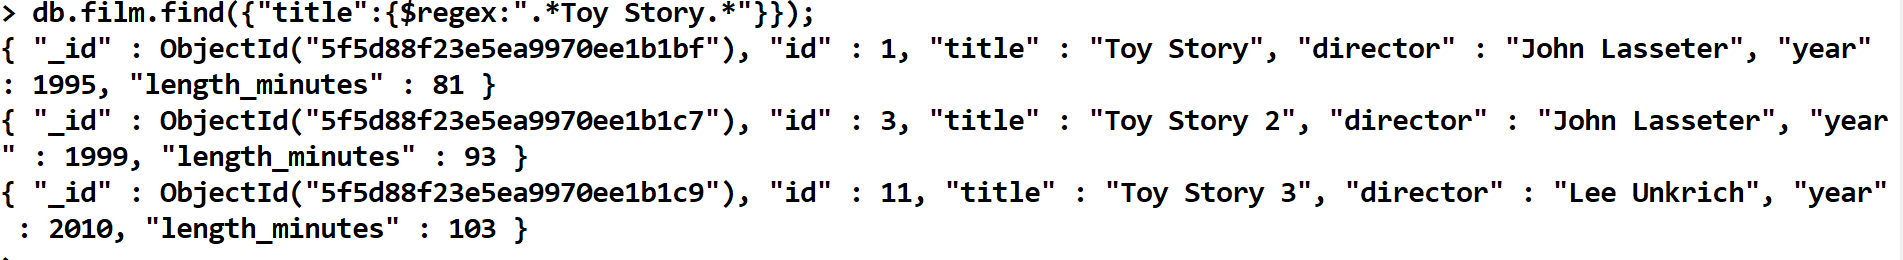 > db.film.find({"title":{$regex:".*Toy Story.*"}});
{ "_id" : ObjectId("5f5d88f23e5ea9970ee1b1bf"), "id" : 1, "title" : "Toy Story", "director" : "John Lasseter", "year"
: 1995, "length_minutes" : 81 }
{ "_id" : ObjectId("5f5d88f23e5ea9970ee1b1c7"), "id" : 3, "title" : "Toy Story 2", "director" : "John Lasseter", "year
" : 1999, "length_minutes" : 93 }
{ "_id" : ObjectId("5f5d88f23e5ea9970ee1b1c9"), "id" : 11, "title" : "Toy Story 3", "director" : "Lee Unkrich", "year"
 : 2010, "length_minutes" : 103 }